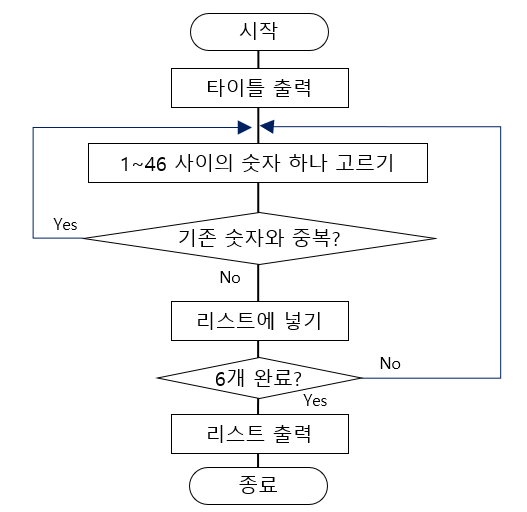 시작
타이틀 출력
1~46 사이의 숫자 하나 고르기
기존 숫자와 중복?
Yes
No
리스트에 넣기
6개 완료?
No
Yes
리스트 출력
종료